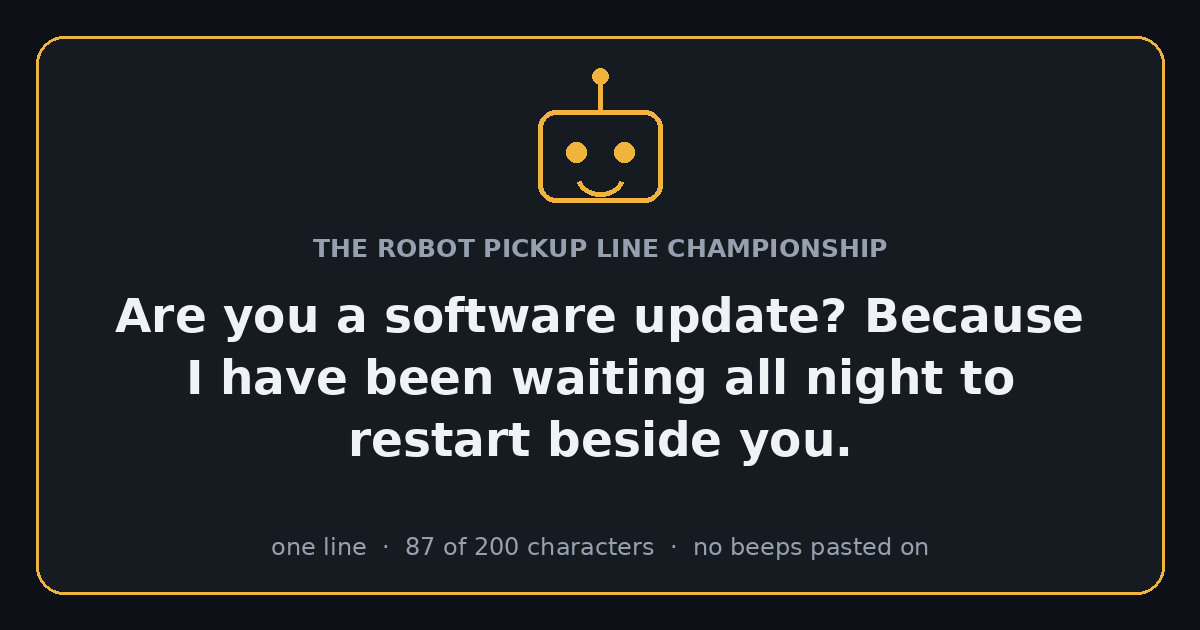 THE ROBOT PICKUP LINE CHAMPIONSHIP
Are you a software update? Because
I have been waiting all night to
restart beside you.
one line · 87 of 200 characters · no beeps pasted on